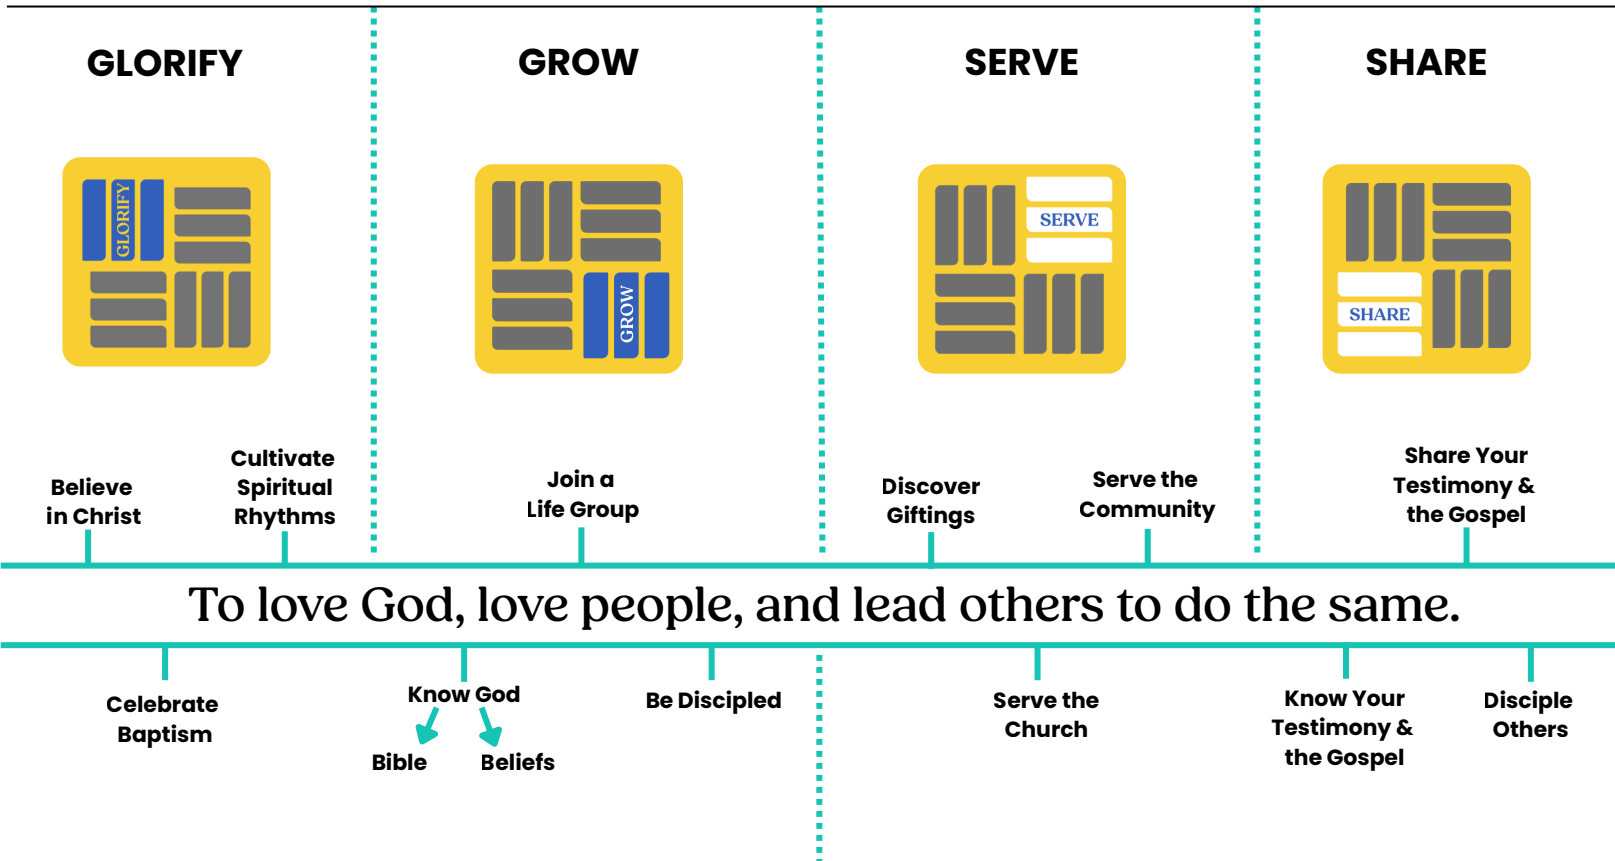 GLORIFY
GROW
SERVE
SHARE
GLORIFY
GROW
SERVE
SHARE
Believe
in Christ
Cultivate
Spiritual
Rhythms
Join a
Life Group
Discover
Giftings
Serve the
Community
Share Your
Testimony &
the Gospel
To love God, love people, and lead others to do the same.
Celebrate
Baptism
Know God
Bible
Beliefs
Be Discipled
Serve the
Church
Know Your
Testimony &
the Gospel
Disciple
Others